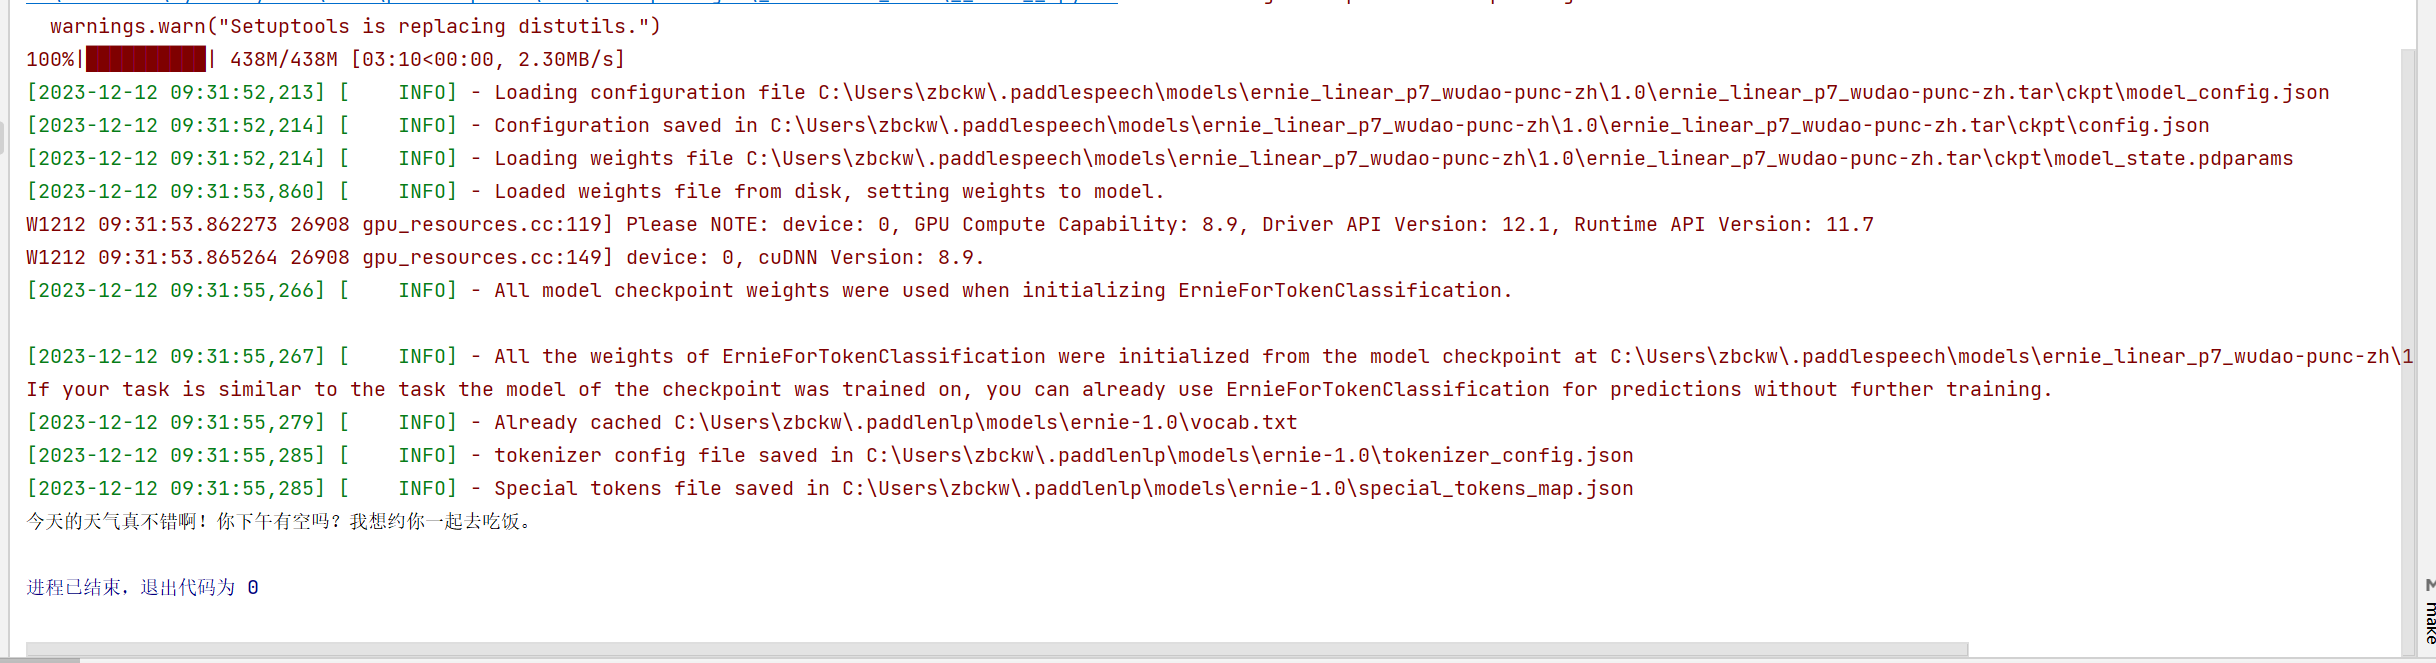 warnings.warn("Setuptools is replacing distutils.")
100%|██████████| 438M/438M [03:10<00:00, 2.30MB/s]
[2023-12-12 09:31:52,213] [    INFO] - Loading configuration file C:\Users\zbckw\.paddlespeech\models\ernie_linear_p7_wudao-punc-zh\1.0\ernie_linear_p7_wudao-punc-zh.tar\ckpt\model_config.json
[2023-12-12 09:31:52,214] [    INFO] - Configuration saved in C:\Users\zbckw\.paddlespeech\models\ernie_linear_p7_wudao-punc-zh\1.0\ernie_linear_p7_wudao-punc-zh.tar\ckpt\config.json
[2023-12-12 09:31:52,214] [    INFO] - Loading weights file C:\Users\zbckw\.paddlespeech\models\ernie_linear_p7_wudao-punc-zh\1.0\ernie_linear_p7_wudao-punc-zh.tar\ckpt\model_state.pdparams
[2023-12-12 09:31:53,860] [    INFO] - Loaded weights file from disk, setting weights to model.
W1212 09:31:53.862273 26908 gpu_resources.cc:119] Please NOTE: device: 0, GPU Compute Capability: 8.9, Driver API Version: 12.1, Runtime API Version: 11.7
W1212 09:31:53.865264 26908 gpu_resources.cc:149] device: 0, cuDNN Version: 8.9.
[2023-12-12 09:31:55,266] [    INFO] - All model checkpoint weights were used when initializing ErnieForTokenClassification.
[2023-12-12 09:31:55,267] [    INFO] - All the weights of ErnieForTokenClassification were initialized from the model checkpoint at C:\Users\zbckw\.paddlespeech\models\ernie_linear_p7_wudao-punc-zh\1
If your task is similar to the task the model of the checkpoint was trained on, you can already use ErnieForTokenClassification for predictions without further training.
[2023-12-12 09:31:55,279] [    INFO] - Already cached C:\Users\zbckw\.paddlenlp\models\ernie-1.0\vocab.txt
[2023-12-12 09:31:55,285] [    INFO] - tokenizer config file saved in C:\Users\zbckw\.paddlenlp\models\ernie-1.0\tokenizer_config.json
[2023-12-12 09:31:55,285] [    INFO] - Special tokens file saved in C:\Users\zbckw\.paddlenlp\models\ernie-1.0\special_tokens_map.json
今天的天气真不错啊！你下午有空吗？我想约你一起去吃饭。
进程已结束，退出代码为 0
make